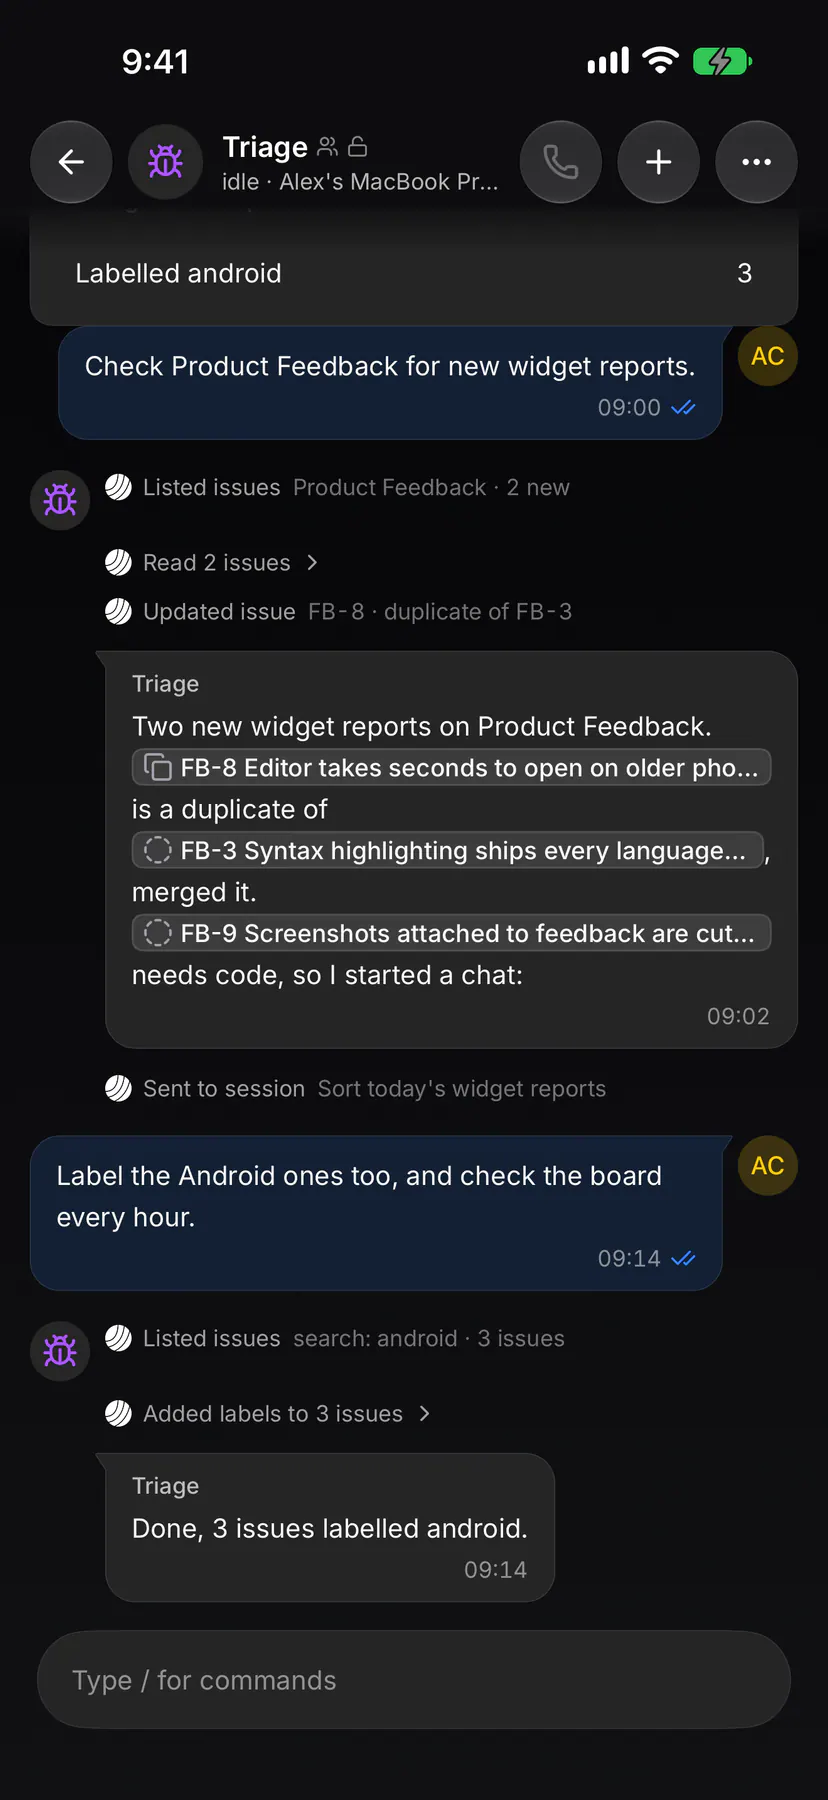 9:41
Triage
idle · Alex's MacBook Pr...
Labelled android 3
Check Product Feedback for new widget reports.
AC
09:00
Listed issues Product Feedback · 2 new
Read 2 issues
Updated issue FB-8 · duplicate of FB-3
Triage
Two new widget reports on Product Feedback.
FB-8 Editor takes seconds to open on older pho...
is a duplicate of
FB-3 Syntax highlighting ships every language... ,
merged it.
FB-9 Screenshots attached to feedback are cut...
needs code, so I started a chat:
09:02
Sent to session Sort today's widget reports
Label the Android ones too, and check the board
every hour.
AC
09:14
Listed issues search: android · 3 issues
Added labels to 3 issues
Triage
Done, 3 issues labelled android.
09:14
Type / for commands